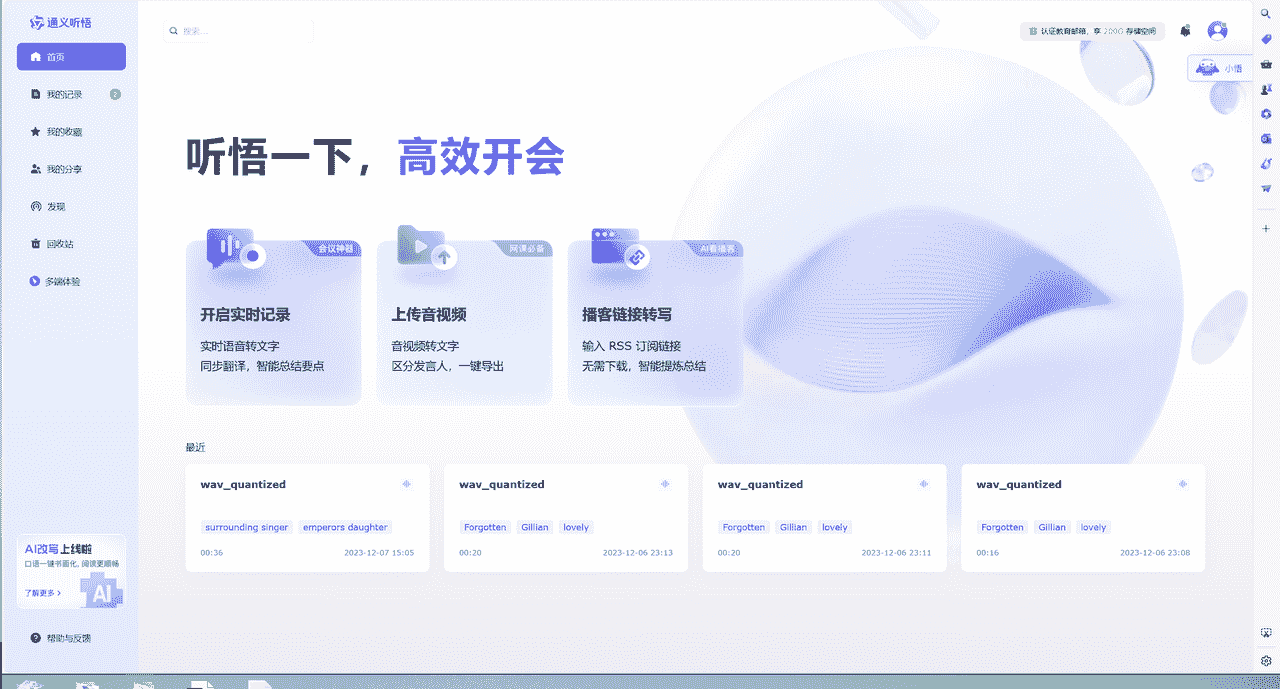 通义听悟
搜索...
认证教育邮箱，享 200G 存储空间
首页
小悟
我的记录
?
我的收藏
我的分享
发现
回收站
多端体验
听悟一下，高效开会
会议神器
网课必备
AI看播客
开启实时记录
实时语音转文字
同步翻译，智能总结要点
上传音视频
音视频转文字
区分发言人，一键导出
播客链接转写
输入 RSS 订阅链接
无需下载，智能提炼总结
最近
wav_quantized
surrounding singer
emperors daughter
00:36
2023-12-07 15:05
wav_quantized
Forgotten
Gillian
lovely
00:20
2023-12-06 23:13
wav_quantized
Forgotten
Gillian
lovely
00:20
2023-12-06 23:11
wav_quantized
Forgotten
Gillian
lovely
00:16
2023-12-06 23:08
AI改写上线啦
口语一键书面化，阅读更顺畅
了解更多 >
AI
帮助与反馈